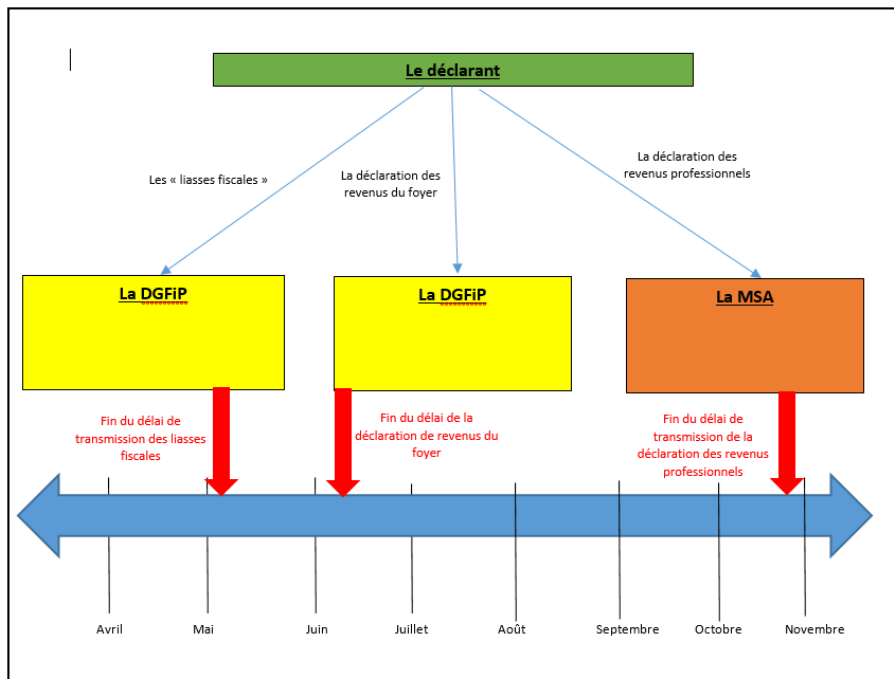 Le déclarant
Les « liasses fiscales »
La déclaration des
revenus du foyer
La déclaration des
revenus professionnels
La DGFiP
La DGFiP
La MSA
Fin du délai de
transmission des liasses
fiscales
Fin du délai de la
déclaration de revenus du
foyer
Fin du délai de
transmission de la
déclaration des revenus
professionnels
Avril
Mai
Juin
Juillet
Août
Septembre
Octobre
Novembre